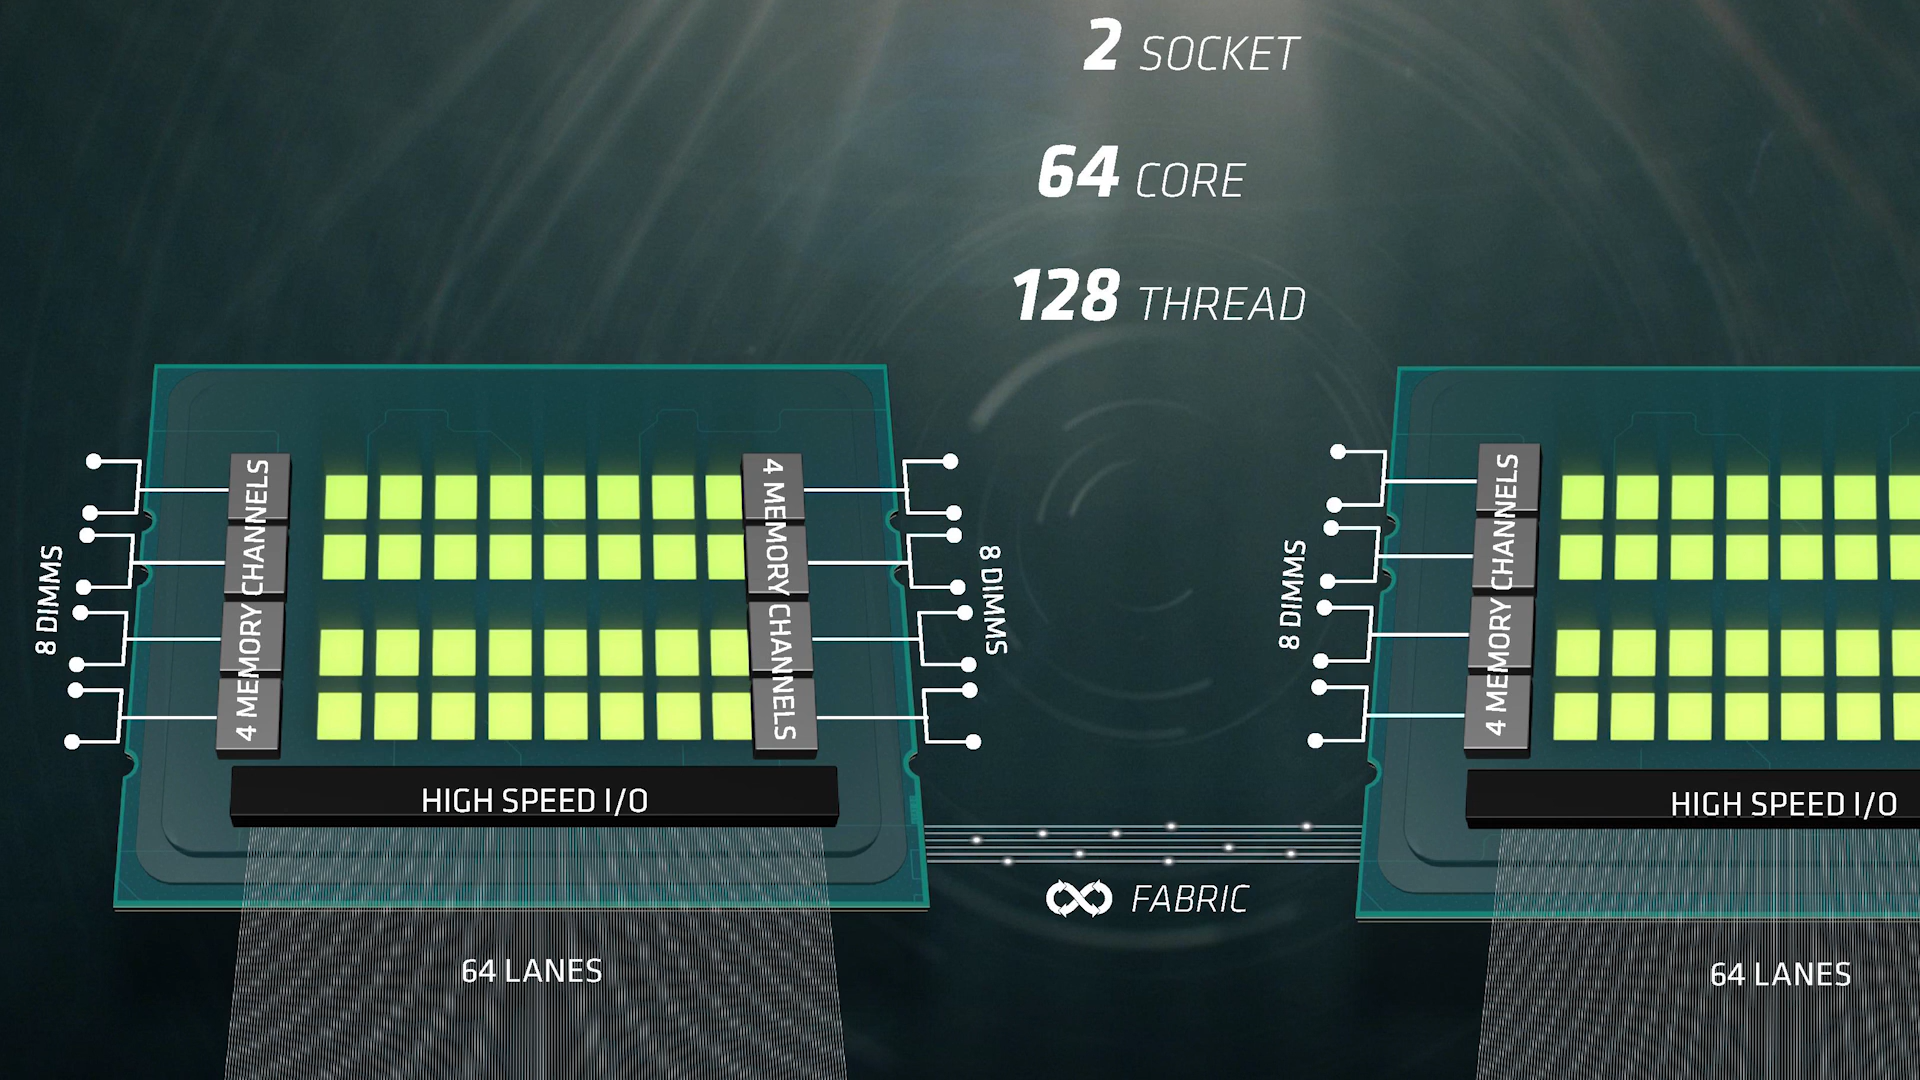 2 SOCKET
64 CORE
128 THREAD
8 DIMMS
4 MEMORY CHANNELS
4 MEMORY CHANNELS
8 DIMMS
HIGH SPEED I/O
64 LANES
FABRIC
8 DIMMS
4 MEMORY CHANNELS
HIGH SPEED I/O
64 LANES